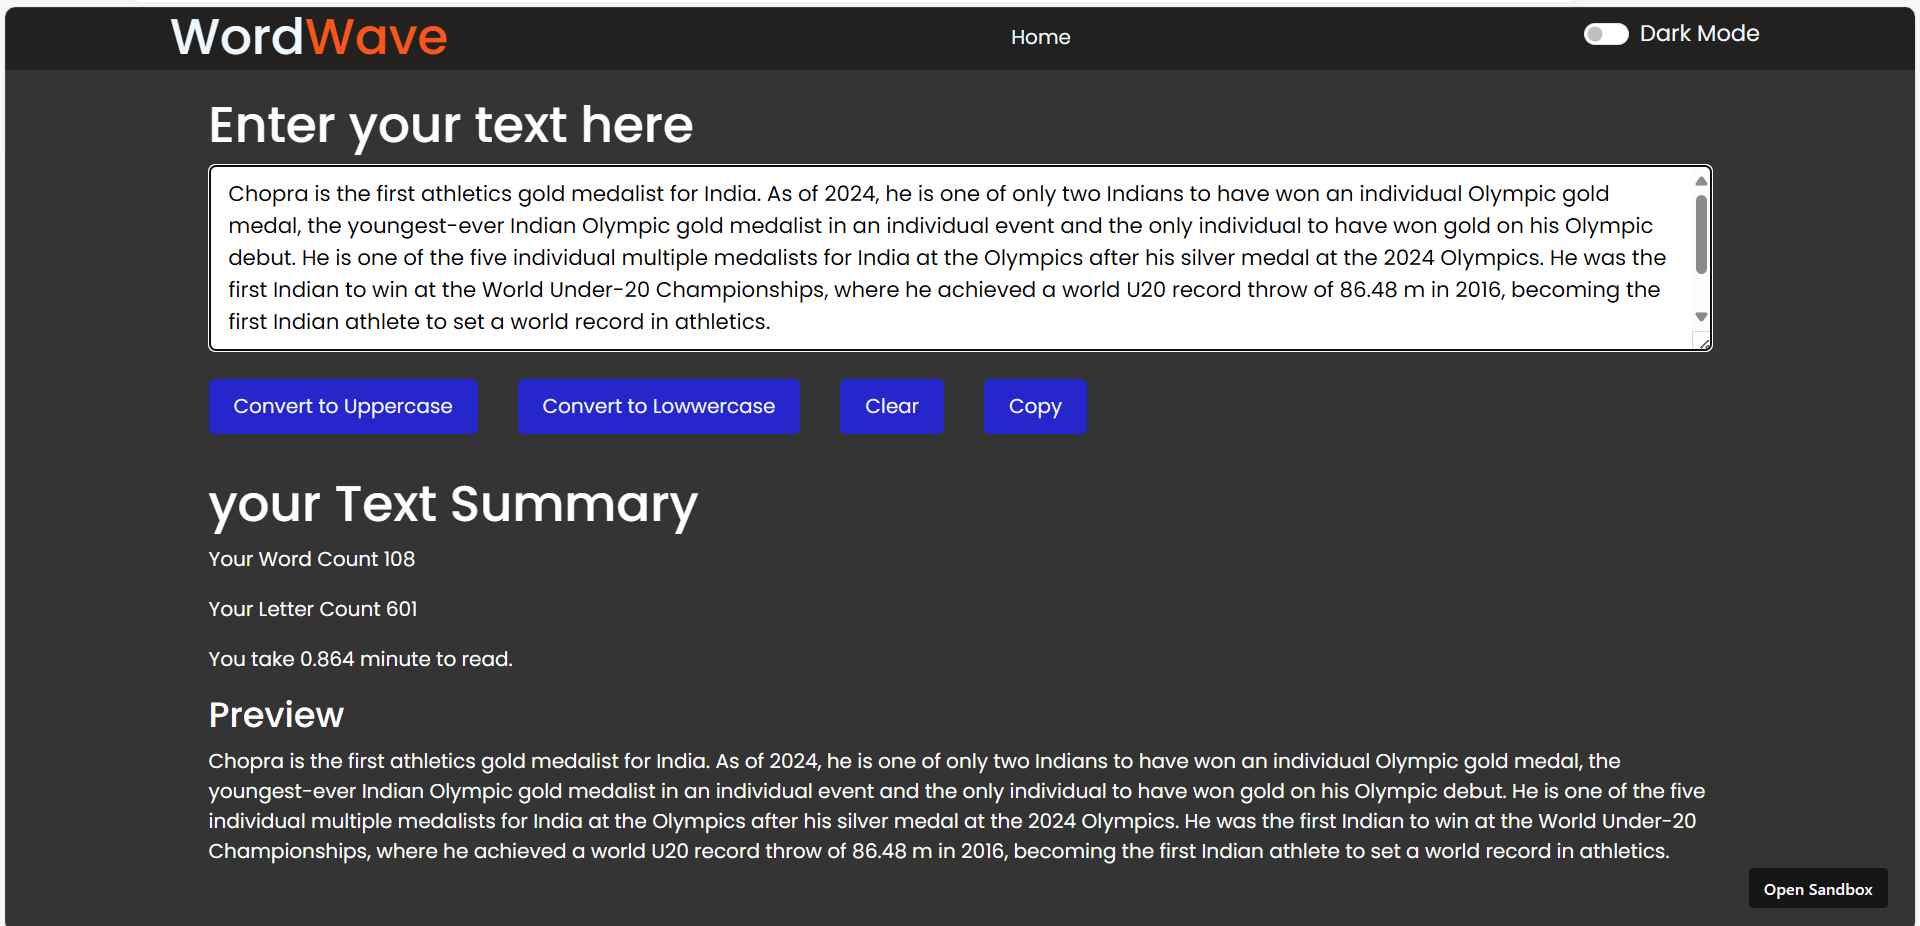 WordWave
Home
Dark Mode
Enter your text here
Chopra is the first athletics gold medalist for India. As of 2024, he is one of only two Indians to have won an individual Olympic gold
medal, the youngest-ever Indian Olympic gold medalist in an individual event and the only individual to have won gold on his Olympic
debut. He is one of the five individual multiple medalists for India at the Olympics after his silver medal at the 2024 Olympics. He was the
first Indian to win at the World Under-20 Championships, where he achieved a world U20 record throw of 86.48 m in 2016, becoming the
first Indian athlete to set a world record in athletics.
Convert to Uppercase
Convert to Lowwercase
Clear
Copy
your Text Summary
Your Word Count 108
Your Letter Count 601
You take 0.864 minute to read.
Preview
Chopra is the first athletics gold medalist for India. As of 2024, he is one of only two Indians to have won an individual Olympic gold medal, the
youngest-ever Indian Olympic gold medalist in an individual event and the only individual to have won gold on his Olympic debut. He is one of the five
individual multiple medalists for India at the Olympics after his silver medal at the 2024 Olympics. He was the first Indian to win at the World Under-20
Championships, where he achieved a world U20 record throw of 86.48 m in 2016, becoming the first Indian athlete to set a world record in athletics.
Open Sandbox